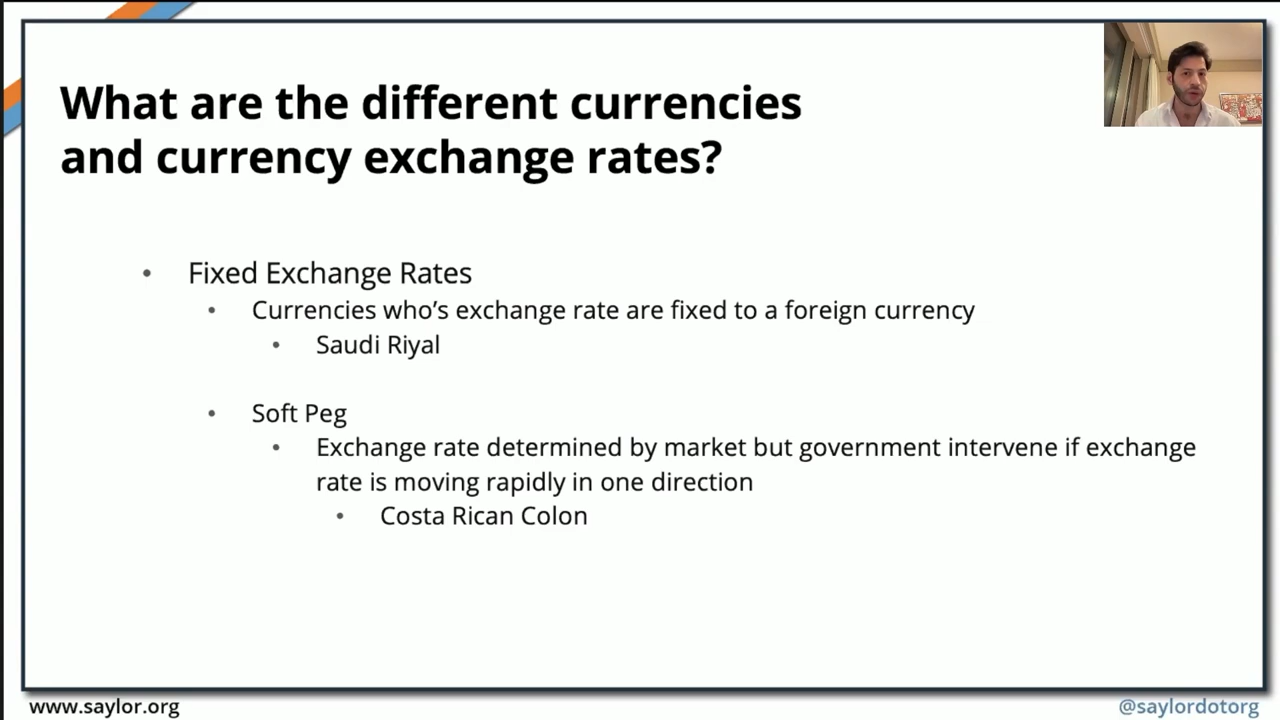 What are the different currencies
and currency exchange rates?
• Fixed Exchange Rates
• Currencies who’s exchange rate are fixed to a foreign currency
• Saudi Riyal
• Soft Peg
• Exchange rate determined by market but government intervene if exchange
rate is moving rapidly in one direction
• Costa Rican Colon
www.saylor.org
@saylordotorg